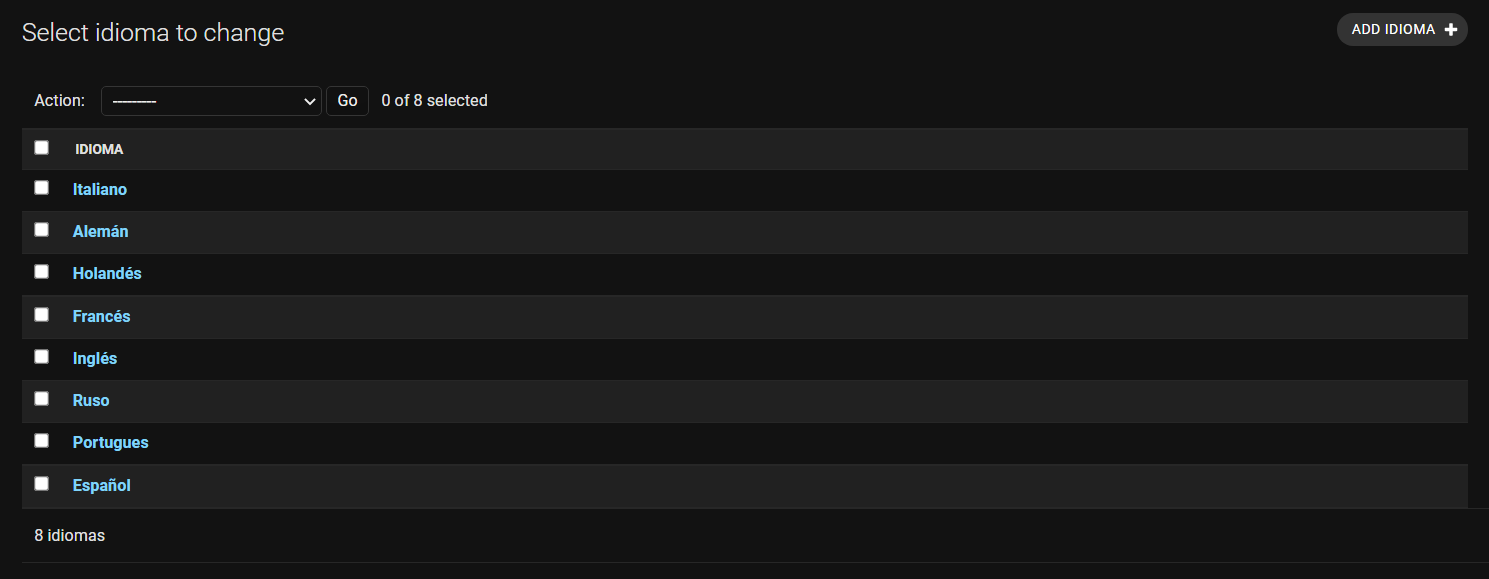 Select idioma to change
ADD IDIOMA
Action: --------- Go 0 of 8 selected
IDIOMA
Italiano
Alemán
Holandés
Francés
Inglés
Ruso
Portugues
Español
8 idiomas